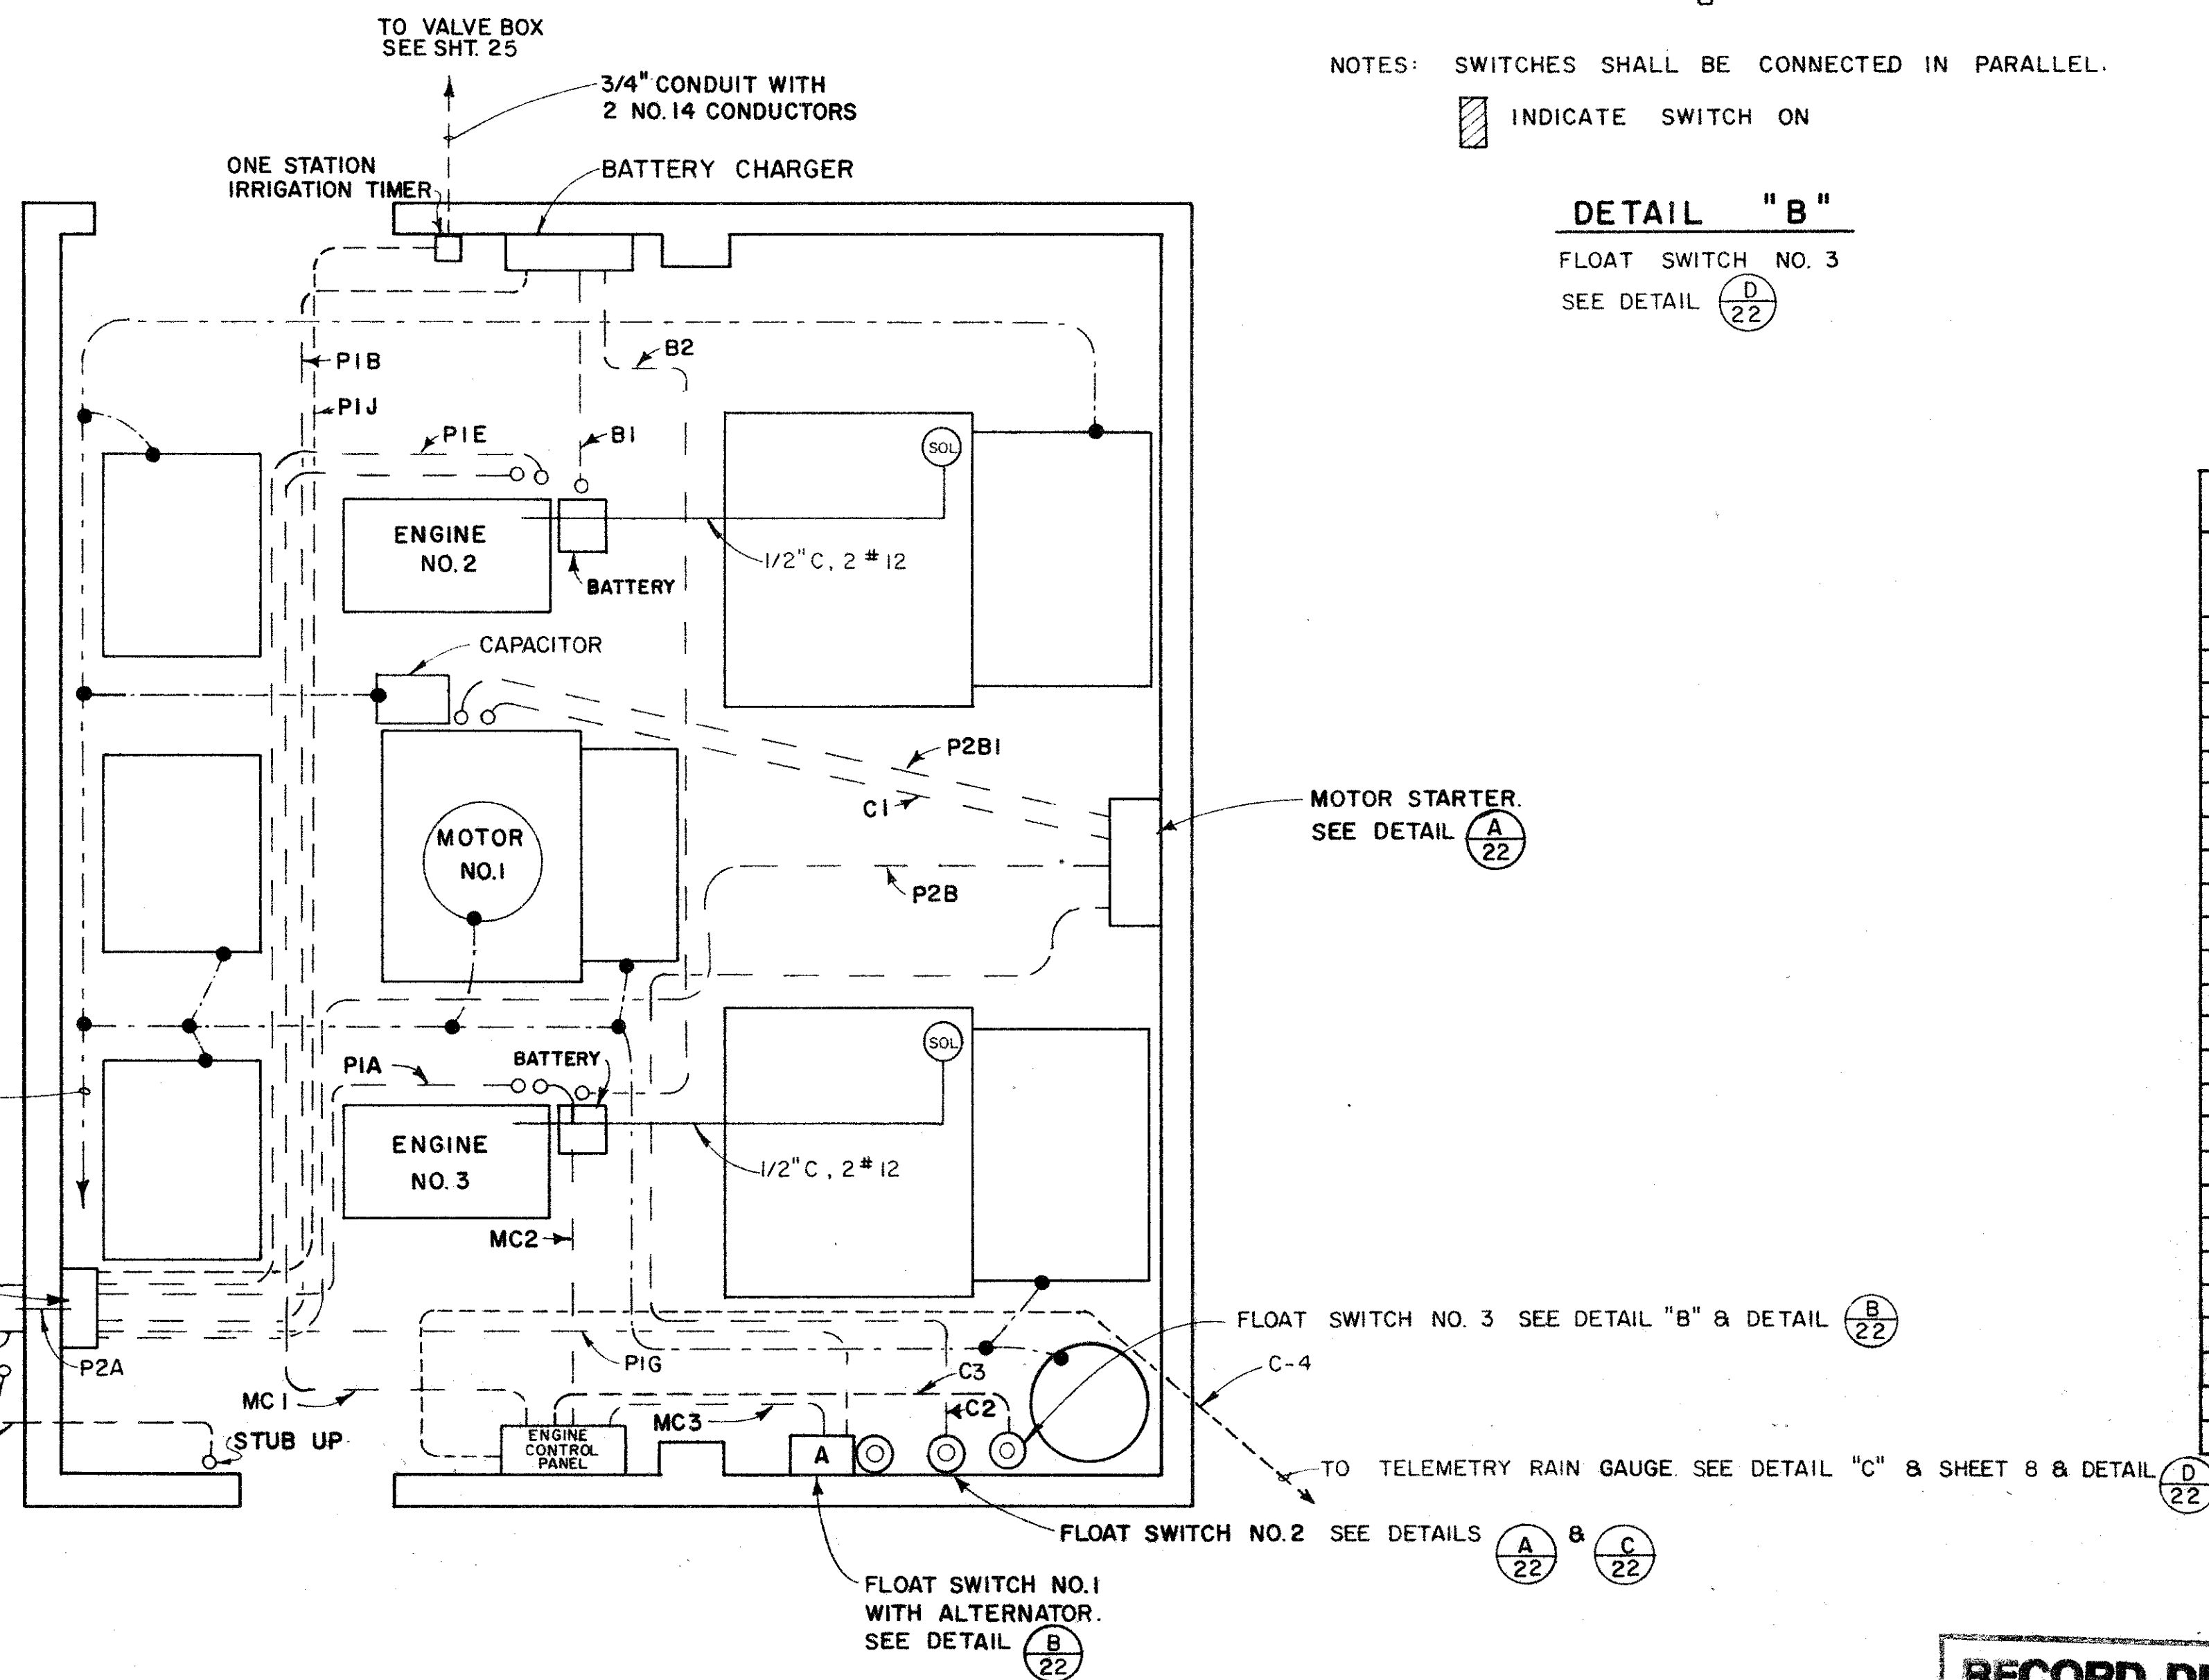 TO VALVE BOX
SEE SHT. 25
3/4" CONDUIT WITH
2 NO. 14 CONDUCTORS
ONE STATION
IRRIGATION TIMER
BATTERY CHARGER
NOTES: SWITCHES SHALL BE CONNECTED IN PARALLEL.
INDICATE SWITCH ON
DETAIL "B"
FLOAT SWITCH NO. 3
SEE DETAIL D
22
P1B
B2
P1J
P1E
B1
SOL
ENGINE
NO. 2
1/2" C, 2 # 12
BATTERY
CAPACITOR
P2B1
C1
MOTOR STARTER.
SEE DETAIL A
22
MOTOR
NO. 1
P2B
P1A
BATTERY
SOL
ENGINE
NO. 3
1/2" C, 2 # 12
MC2
FLOAT SWITCH NO. 3 SEE DETAIL "B" & DETAIL B
22
P2A
P1G
C3
C-4
MC1
MC3
C2
STUB UP
ENGINE
CONTROL
PANEL
A
TO TELEMETRY RAIN GAUGE. SEE DETAIL "C" & SHEET 8 & DETAIL D
22
FLOAT SWITCH NO. 2 SEE DETAILS A & C
22 22
FLOAT SWITCH NO. 1
WITH ALTERNATOR.
SEE DETAIL B
22
RECORD